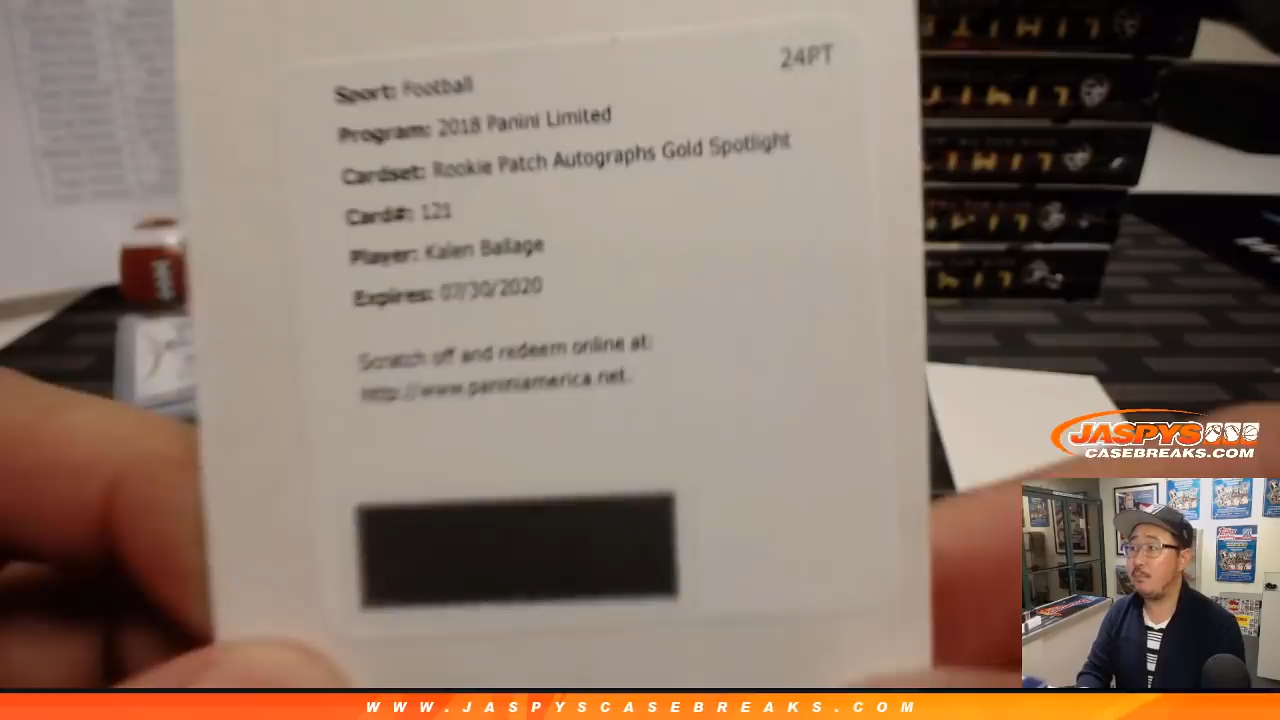 24PT
Sport: Football
Program: 2018 Panini Limited
Cardset: Rookie Patch Autographs Gold Spotlight
Card#: 121
Player: Kalen Ballage
Expires: 07/30/2020
Scratch off and redeem online at:
http://www.paniniamerica.net.
JASPYS
CASEBREAKS.COM
WWW.JASPYSCASEBREAKS.COM